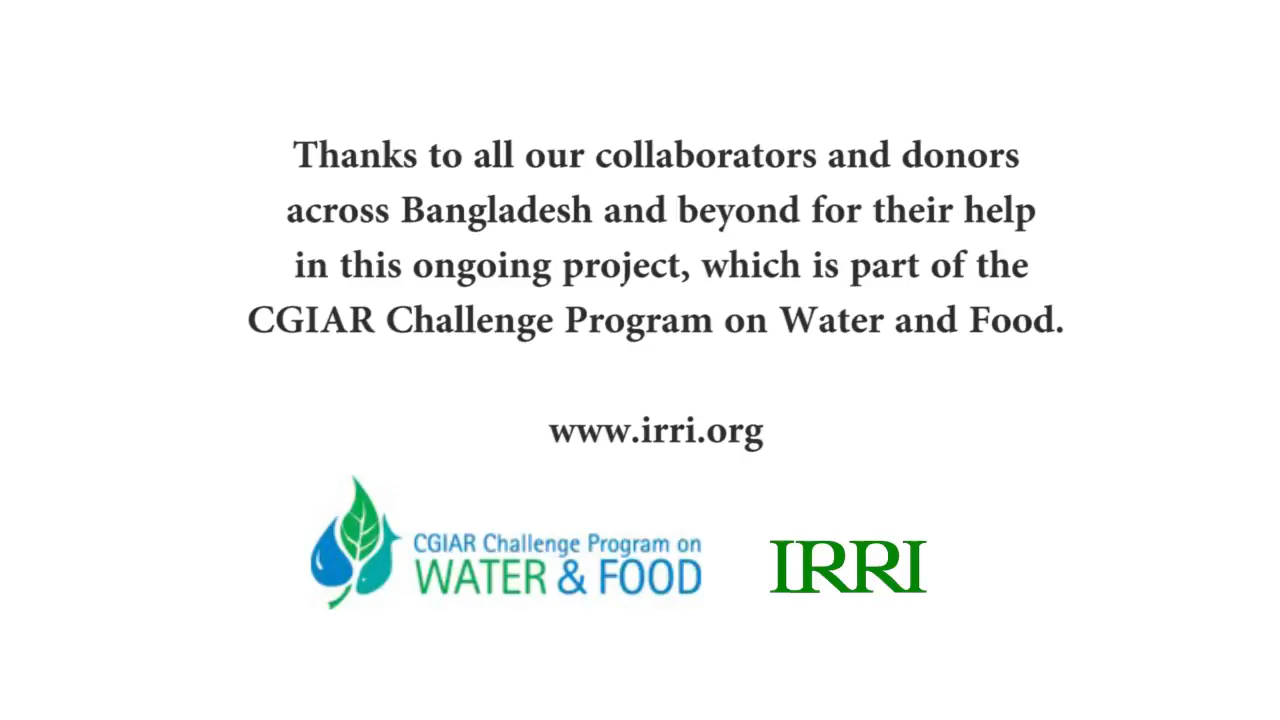 Thanks to all our collaborators and donors
across Bangladesh and beyond for their help
in this ongoing project, which is part of the
CGIAR Challenge Program on Water and Food.
www.irri.org
CGIAR Challenge Program on
WATER & FOOD
IRRI